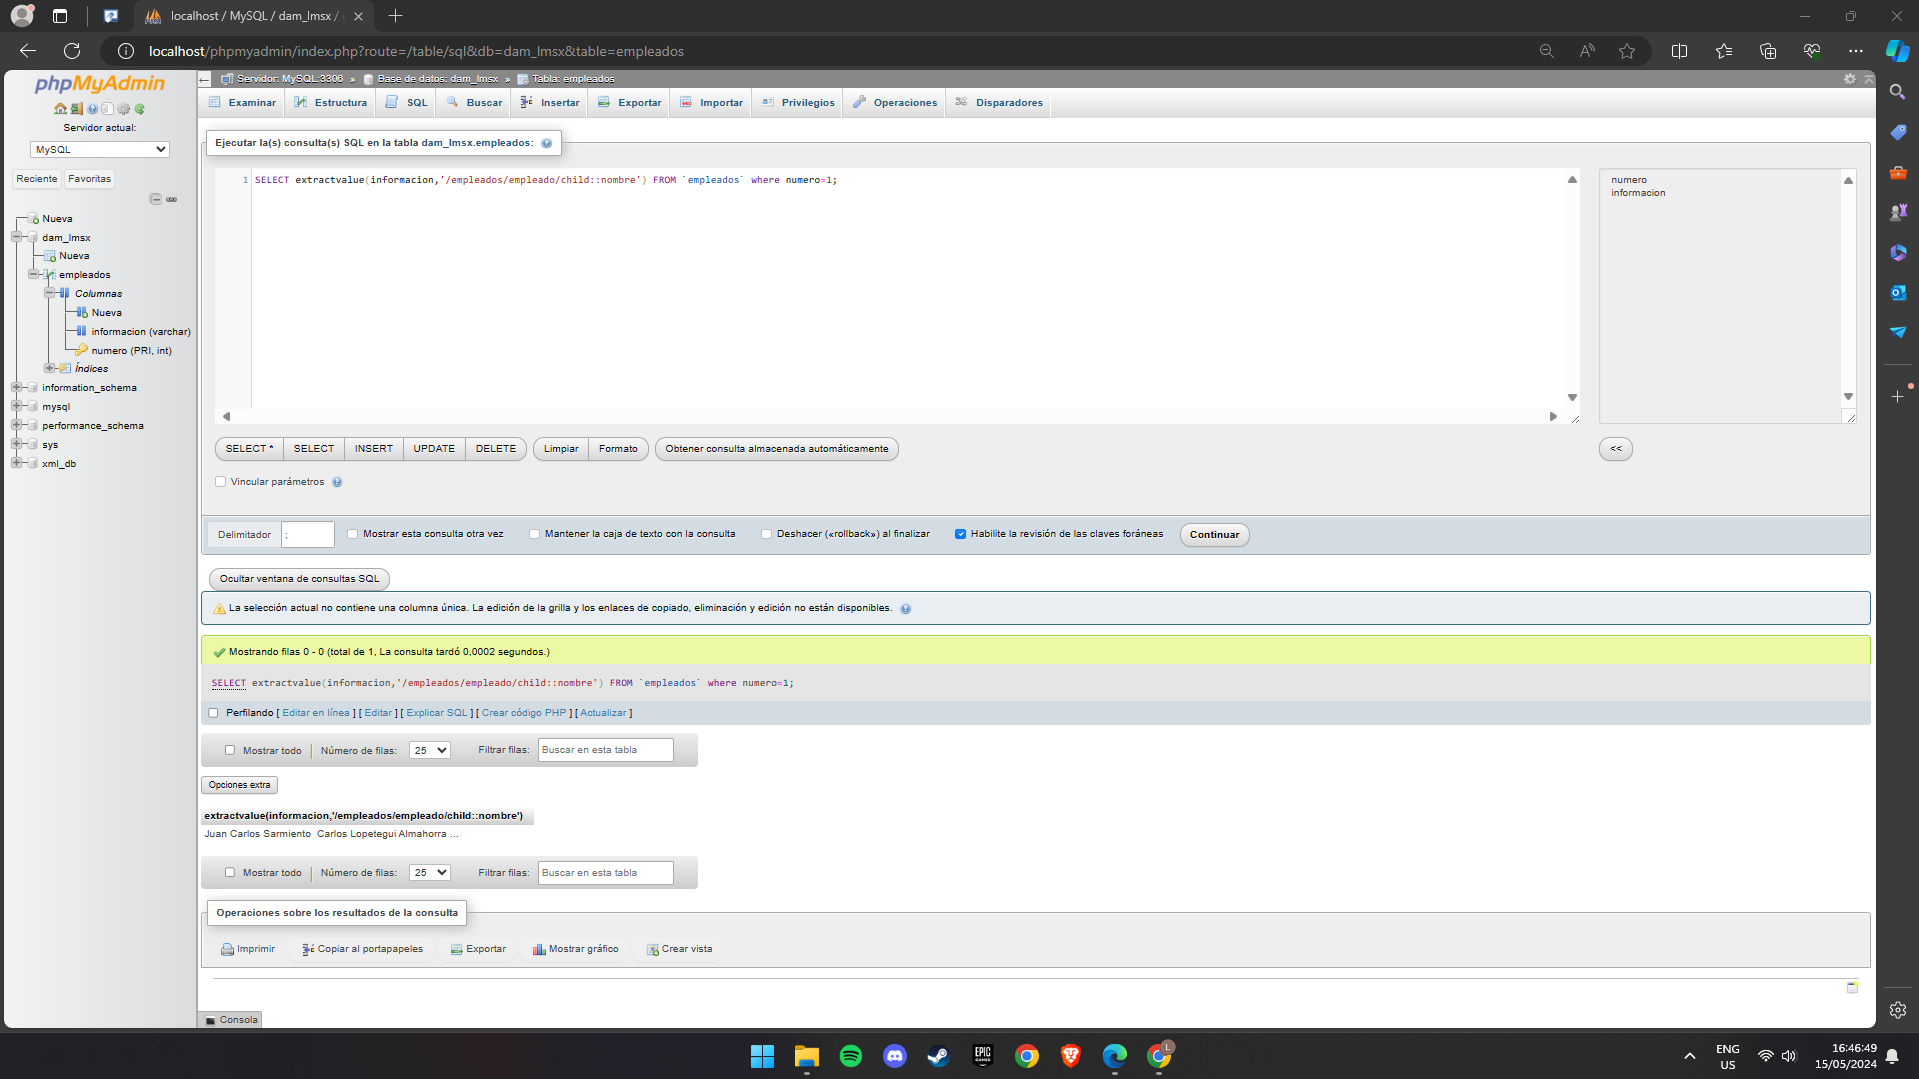 localhost / MySQL / dam_lmsx /
localhost/phpmyadmin/index.php?route=/table/sql&db=dam_lmsx&table=empleados
phpMyAdmin
Servidor actual:
MySQL
Reciente
Favoritas
Nueva
dam_lmsx
Nueva
empleados
Columnas
Nueva
informacion (varchar)
numero (PRI, int)
Índices
information_schema
mysql
performance_schema
sys
xml_db
Servidor: MySQL:3306 » Base de datos: dam_lmsx » Tabla: empleados
Examinar Estructura SQL Buscar Insertar Exportar Importar Privilegios Operaciones Disparadores
Ejecutar la(s) consulta(s) SQL en la tabla dam_lmsx.empleados:
1 SELECT extractvalue(informacion,'/empleados/empleado/child::nombre') FROM `empleados` where numero=1;
numero
informacion
SELECT * SELECT INSERT UPDATE DELETE Limpiar Formato Obtener consulta almacenada automáticamente <<
Vincular parámetros
Delimitador ; Mostrar esta consulta otra vez Mantener la caja de texto con la consulta Deshacer («rollback») al finalizar Habilite la revisión de las claves foráneas Continuar
Ocultar ventana de consultas SQL
La selección actual no contiene una columna única. La edición de la grilla y los enlaces de copiado, eliminación y edición no están disponibles.
Mostrando filas 0 - 0 (total de 1, La consulta tardó 0,0002 segundos.)
SELECT extractvalue(informacion,'/empleados/empleado/child::nombre') FROM `empleados` where numero=1;
Perfilando [ Editar en línea ] [ Editar ] [ Explicar SQL ] [ Crear código PHP ] [ Actualizar ]
Mostrar todo Número de filas: 25 Filtrar filas: Buscar en esta tabla
Opciones extra
extractvalue(informacion,'/empleados/empleado/child::nombre')
Juan Carlos Sarmiento Carlos Lopetegui Almahorra ...
Mostrar todo Número de filas: 25 Filtrar filas: Buscar en esta tabla
Operaciones sobre los resultados de la consulta
Imprimir Copiar al portapapeles Exportar Mostrar gráfico Crear vista
Consola
EPIC
GAMES
L
ENG
US
16:46:49
15/05/2024